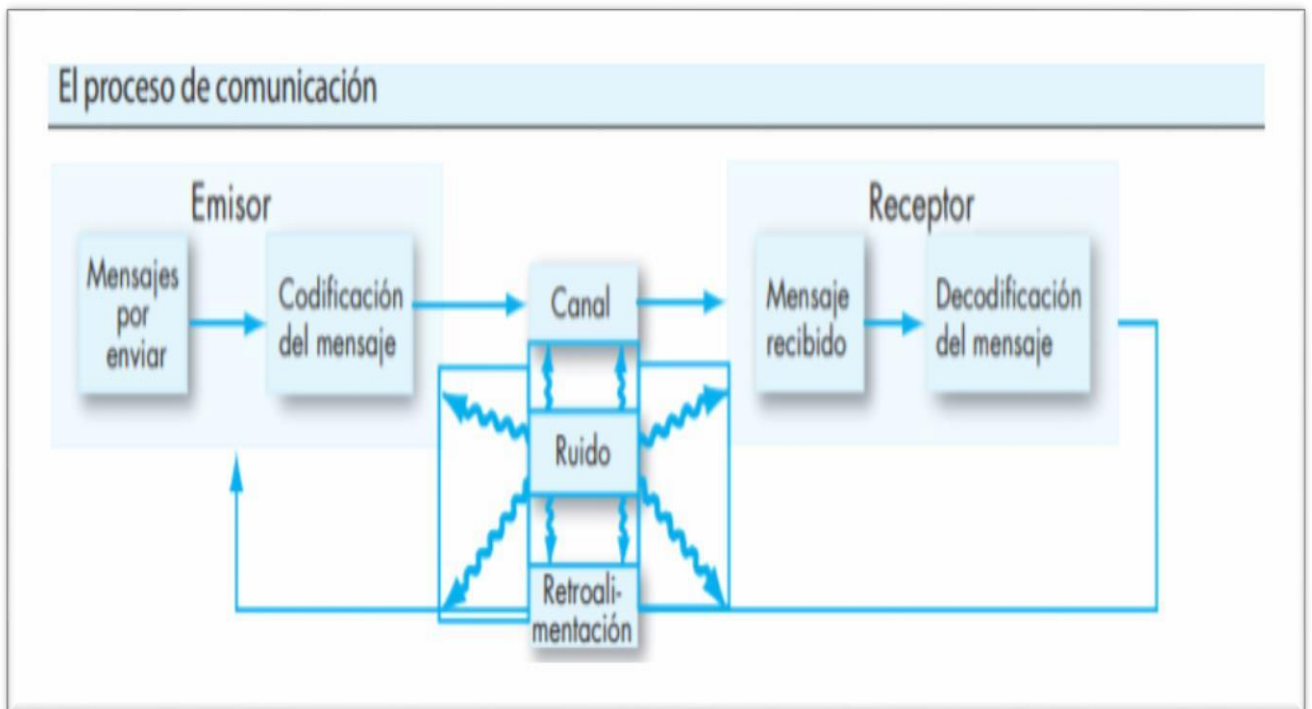 El proceso de comunicación
Emisor
Mensajes
por
enviar
Codificación
del mensaje
Canal
Ruido
Retroali-
mentación
Receptor
Mensaje
recibido
Decodificación
del mensaje